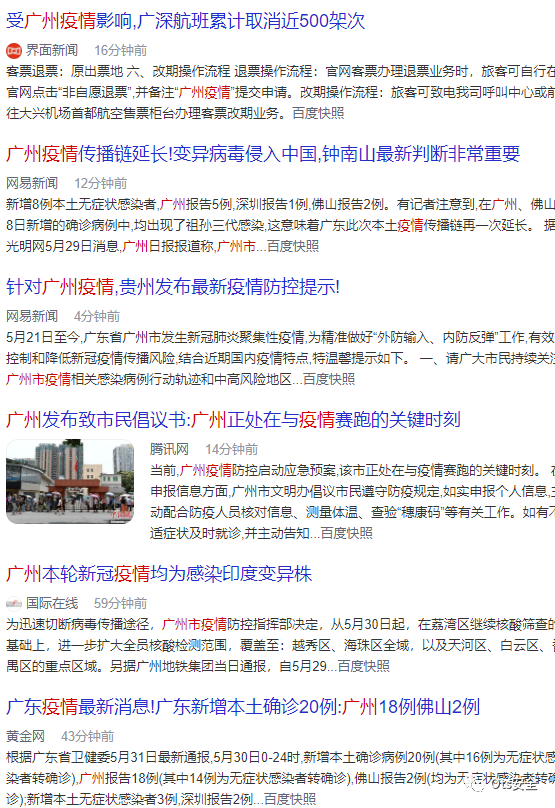 受广州疫情影响,广深航班累计取消近500架次
界面新闻 16分钟前
客票退票：原出票地 六、改期操作流程 退票操作流程：官网客票办理退票业务时，旅客可自行在
官网点击“非自愿退票”,并备注“广州疫情”提交申请。改期操作流程：旅客可致电我司呼叫中心或前
往大兴机场首都航空售票柜台办理客票改期业务。百度快照
广州疫情传播链延长!变异病毒侵入中国,钟南山最新判断非常重要
网易新闻 12分钟前
新增8例本土无症状感染者,广州报告5例,深圳报告1例,佛山报告2例。有记者注意到,在广州、佛山
8日新增的确诊病例中,均出现了祖孙三代感染,这意味着广东此次本土疫情传播链再一次延长。 据
光明网5月29日消息,广州日报报道称,广州市...百度快照
针对广州疫情,贵州发布最新疫情防控提示!
网易新闻 4分钟前
5月21日至今,广东省广州市发生新冠肺炎聚集性疫情,为精准做好“外防输入、内防反弹”工作,有效
控制和降低新冠疫情传播风险,结合近期国内疫情特点,特温馨提示如下。 一、请广大市民持续关注
广州市疫情相关感染病例行动轨迹和中高风险地区...百度快照
广州发布致市民倡议书:广州正处在与疫情赛跑的关键时刻
腾讯网 14分钟前
当前,广州疫情防控启动应急预案,该市正处在与疫情赛跑的关键时刻。 在
申报信息方面,广州市文明办倡议市民遵守防疫规定,如实申报个人信息,主
动配合防疫人员核对信息、测量体温、查验“穗康码”等有关工作。如有不
适症状及时就诊,并主动告知...百度快照
广州本轮新冠疫情均为感染印度变异株
国际在线 59分钟前
为迅速切断病毒传播途径，广州市疫情防控指挥部决定，从5月30日起，在荔湾区继续核酸筛查的
基础上，进一步扩大全员核酸检测范围，覆盖至：越秀区、海珠区全域，以及天河区、白云区、番
禺区的重点区域。另据广州地铁集团当日通报，自5月29...百度快照
广东疫情最新消息!广东新增本土确诊20例:广州18例佛山2例
黄金网 43分钟前
根据广东省卫健委5月31日最新通报,5月30日0-24时,新增本土确诊病例20例(其中16例为无症状感
染者转确诊),广州报告18例(其中14例为无症状感染者转确诊),佛山报告2例(均为无症状感
染者转确诊);新增本土无症状感染者3例,深圳报告2例...百度快照
Ots安全